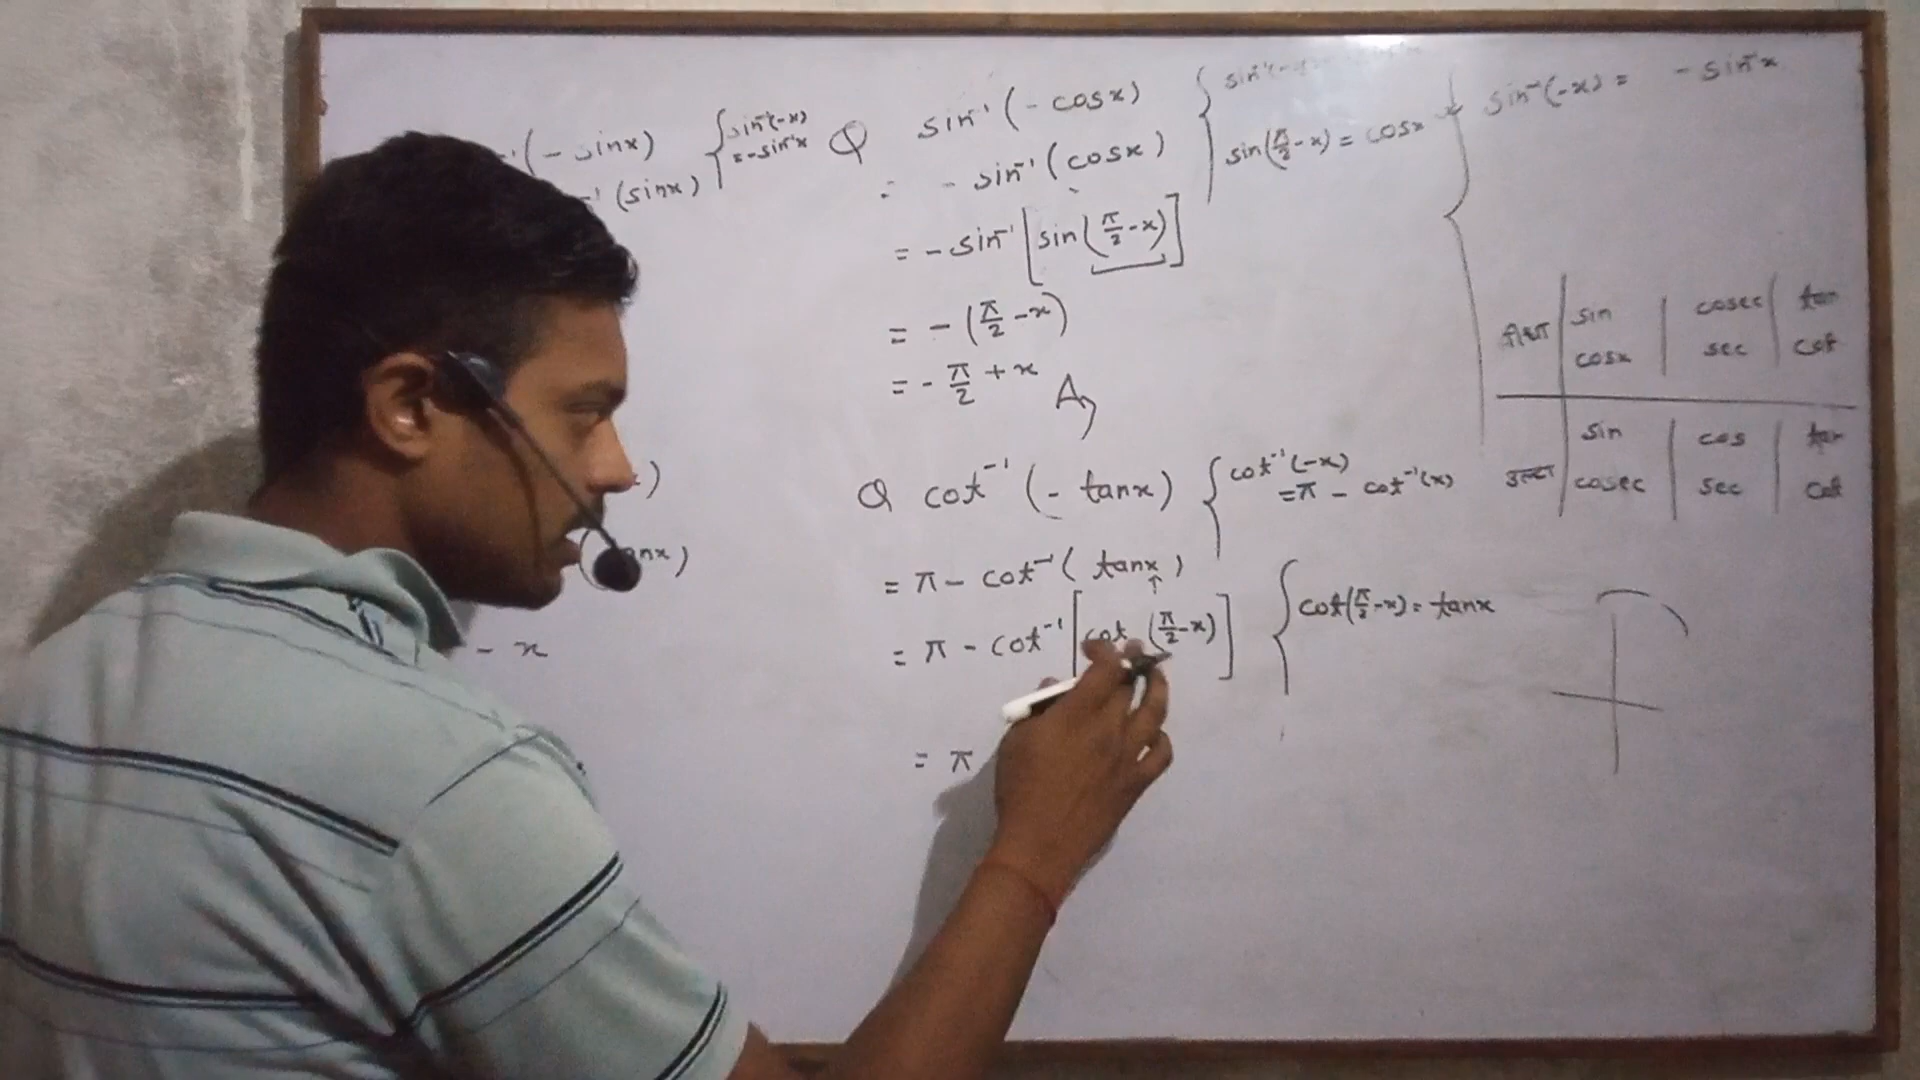 (- sinx)
(sinx)
sin⁻¹(-x)
= -sin⁻¹x
nx)
- x
Q sin⁻¹(- cosx)
= - sin⁻¹(cosx)
= - sin⁻¹[sin(π/2 - x)]
= - (π/2 - x)
= - π/2 + x
sin(π/2 - x) = cosx
sin⁻¹(-x) = - sin⁻¹x
Q cot⁻¹(- tanx)
cot⁻¹(-x)
= π - cot⁻¹(x)
= π - cot⁻¹(tanx)
= π - cot⁻¹[cot(π/2 - x)]
cot(π/2 - x) = tanx
= π
sin cosec tan
cosx sec cot
उल्टा sin cos tan
cosec sec cot